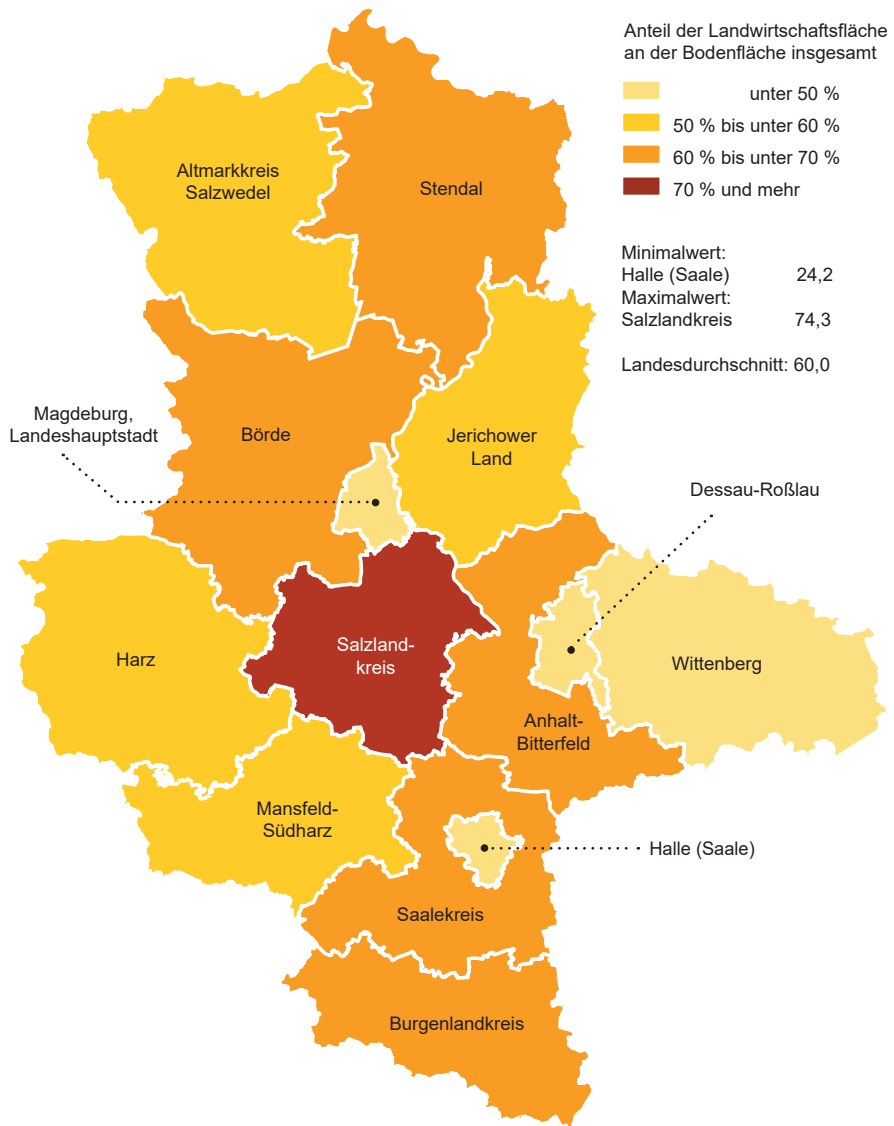 Anteil der Landwirtschaftsfläche
an der Bodenfläche insgesamt
unter 50 %
50 % bis unter 60 %
60 % bis unter 70 %
70 % und mehr
Minimalwert:
Halle (Saale) 24,2
Maximalwert:
Salzlandkreis 74,3
Landesdurchschnitt: 60,0
Altmarkkreis
Salzwedel
Stendal
Magdeburg,
Landeshauptstadt
Börde
Jerichower
Land
Dessau-Roßlau
Harz
Salzland-
kreis
Wittenberg
Anhalt-
Bitterfeld
Mansfeld-
Südharz
Halle (Saale)
Saalekreis
Burgenlandkreis